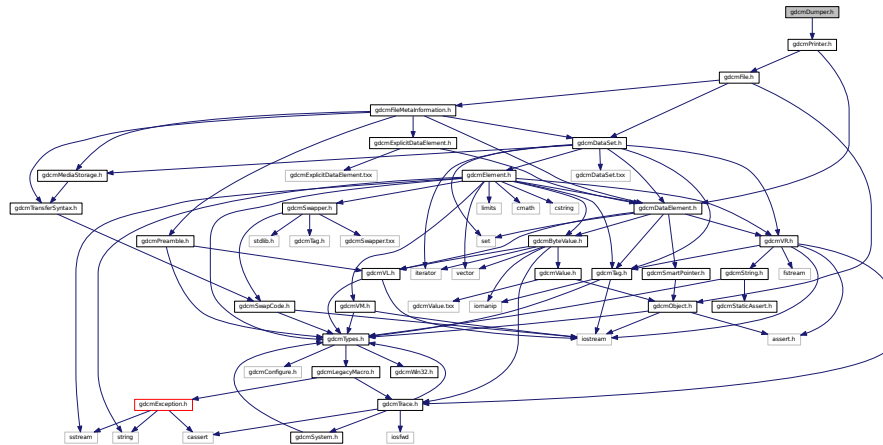 gdcmDumper.h
gdcmPrinter.h
gdcmFile.h
gdcmFileMetaInformation.h
gdcmExplicitDataElement.h
gdcmDataSet.h
gdcmMediaStorage.h
gdcmExplicitDataElement.txx
gdcmElement.h
gdcmDataSet.txx
gdcmTransferSyntax.h
gdcmSwapper.h
limits
cmath
cstring
gdcmDataElement.h
gdcmPreamble.h
stdlib.h
gdcmTag.h
gdcmSwapper.txx
set
gdcmByteValue.h
gdcmVR.h
gdcmVL.h
iterator
vector
gdcmValue.h
gdcmTag.h
gdcmSmartPointer.h
gdcmString.h
fstream
gdcmSwapCode.h
gdcmVM.h
gdcmValue.txx
iomanip
gdcmObject.h
gdcmStaticAssert.h
gdcmTypes.h
iostream
assert.h
gdcmConfigure.h
gdcmLegacyMacro.h
gdcmWin32.h
gdcmException.h
gdcmTrace.h
sstream
string
cassert
gdcmSystem.h
iosfwd